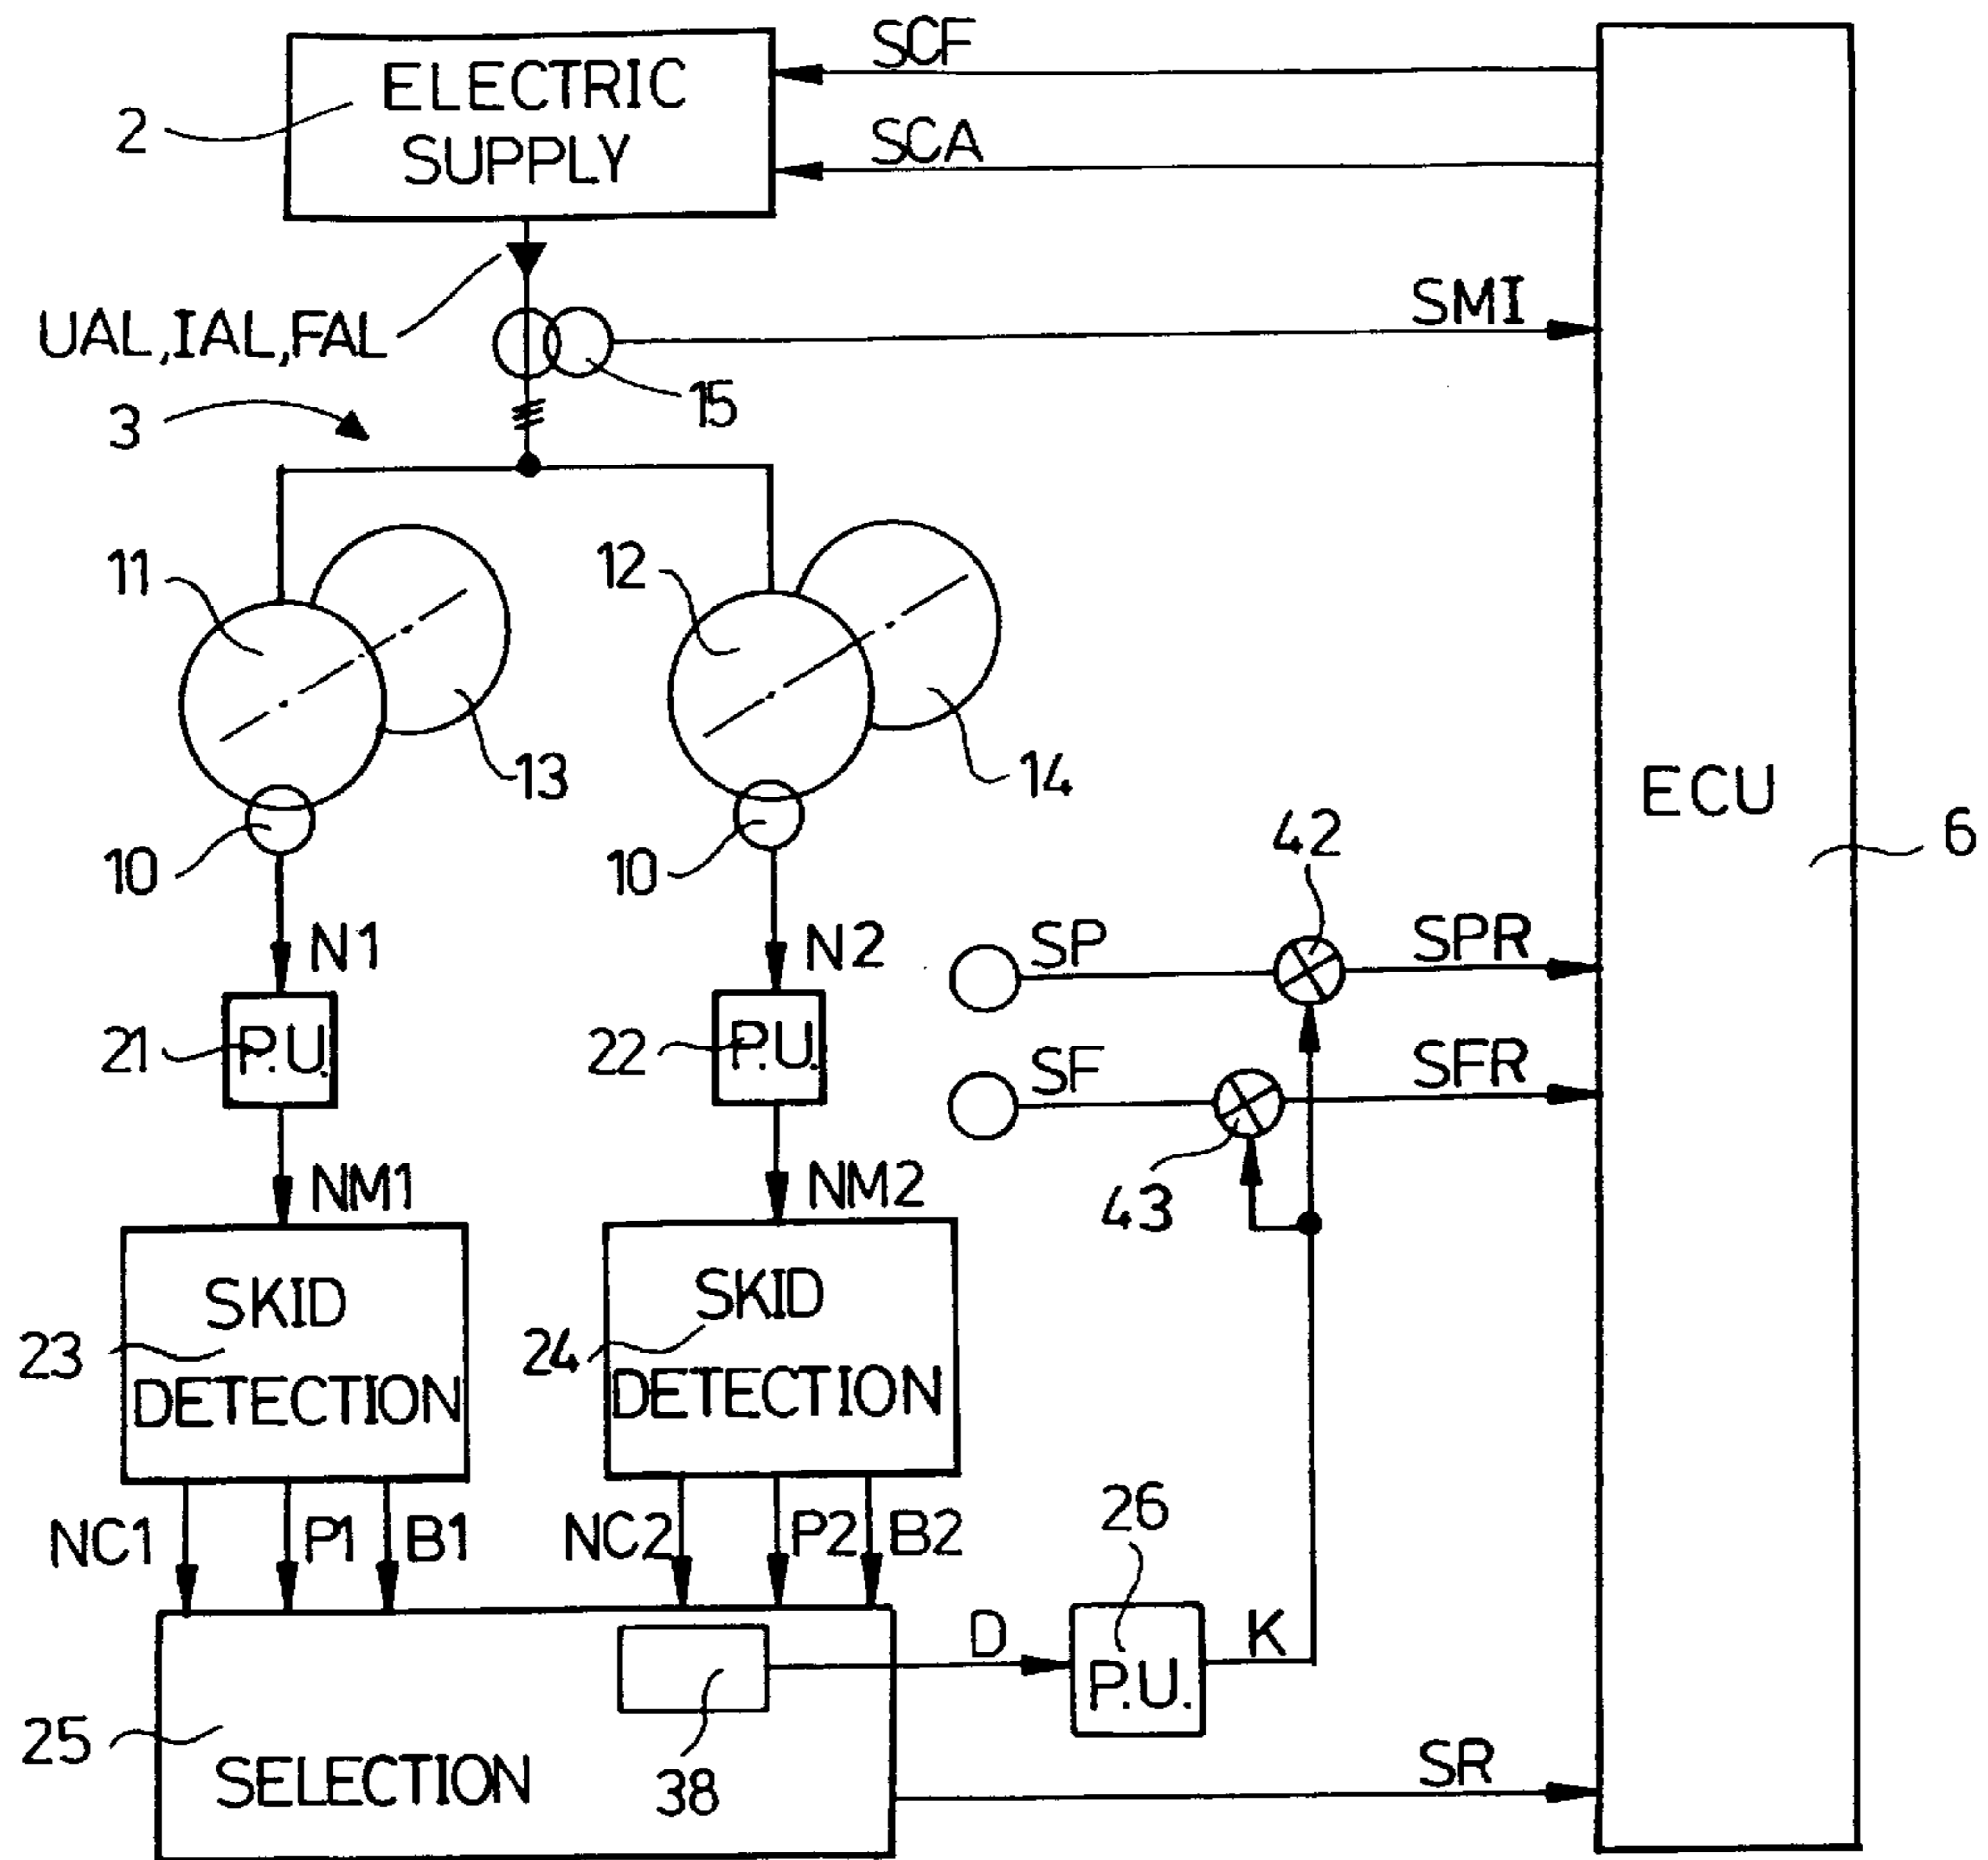 SCF
ELECTRIC
SUPPLY
2
SCA
SMI
UAL,IAL,FAL
15
3
11
12
13
14
ECU
10
10
42
6
N1
N2
SP
SPR
21
P.U.
22
P.U.
SF
SFR
NM1
NM2
43
SKID
DETECTION
23
SKID
DETECTION
24
NC1
P1
B1
NC2
P2
B2
26
D
P.U.
K
25
SELECTION
38
SR